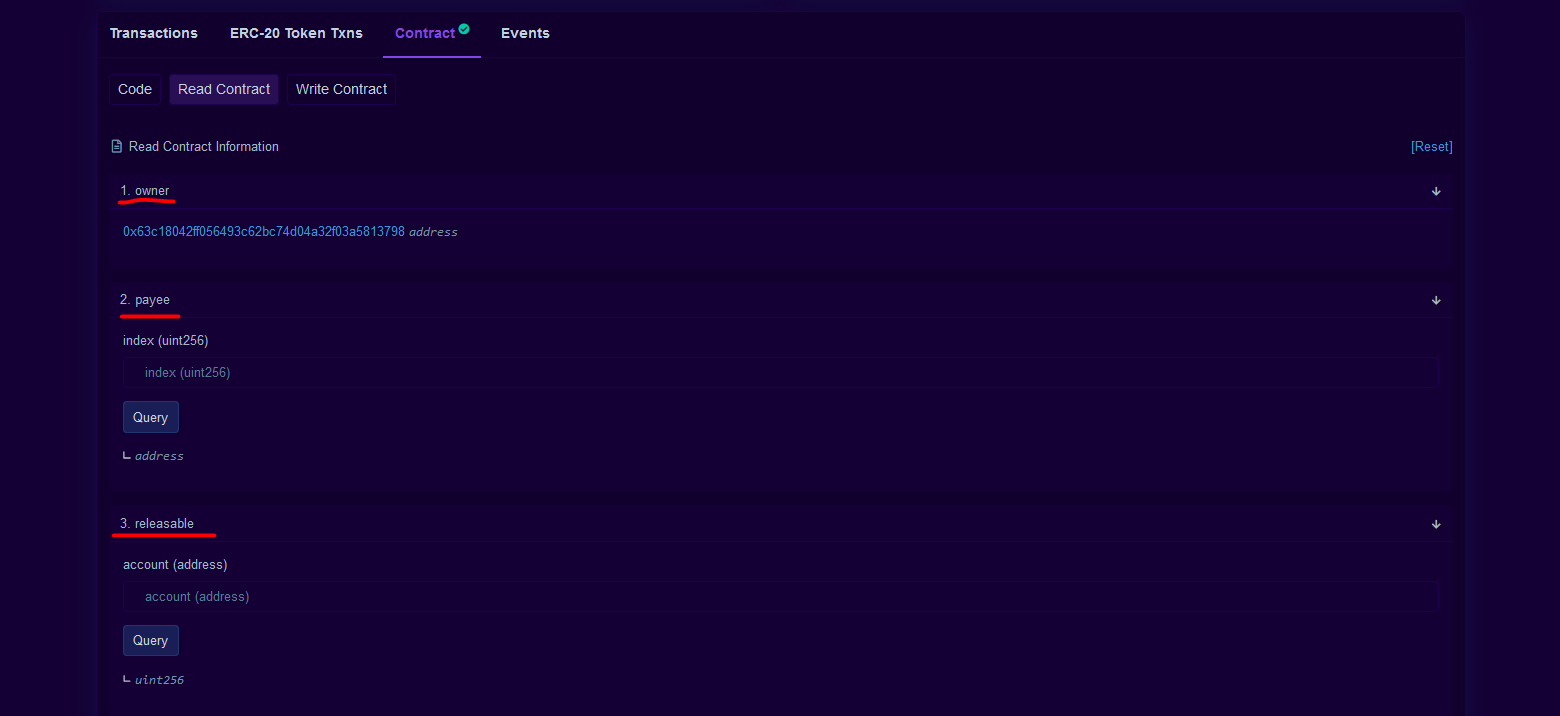 Transactions ERC-20 Token Txns Contract Events
Code Read Contract Write Contract
Read Contract Information [Reset]
1. owner
0x63c18042ff056493c62bc74d04a32f03a5813798 address
2. payee
index (uint256)
index (uint256)
Query
address
3. releasable
account (address)
account (address)
Query
uint256